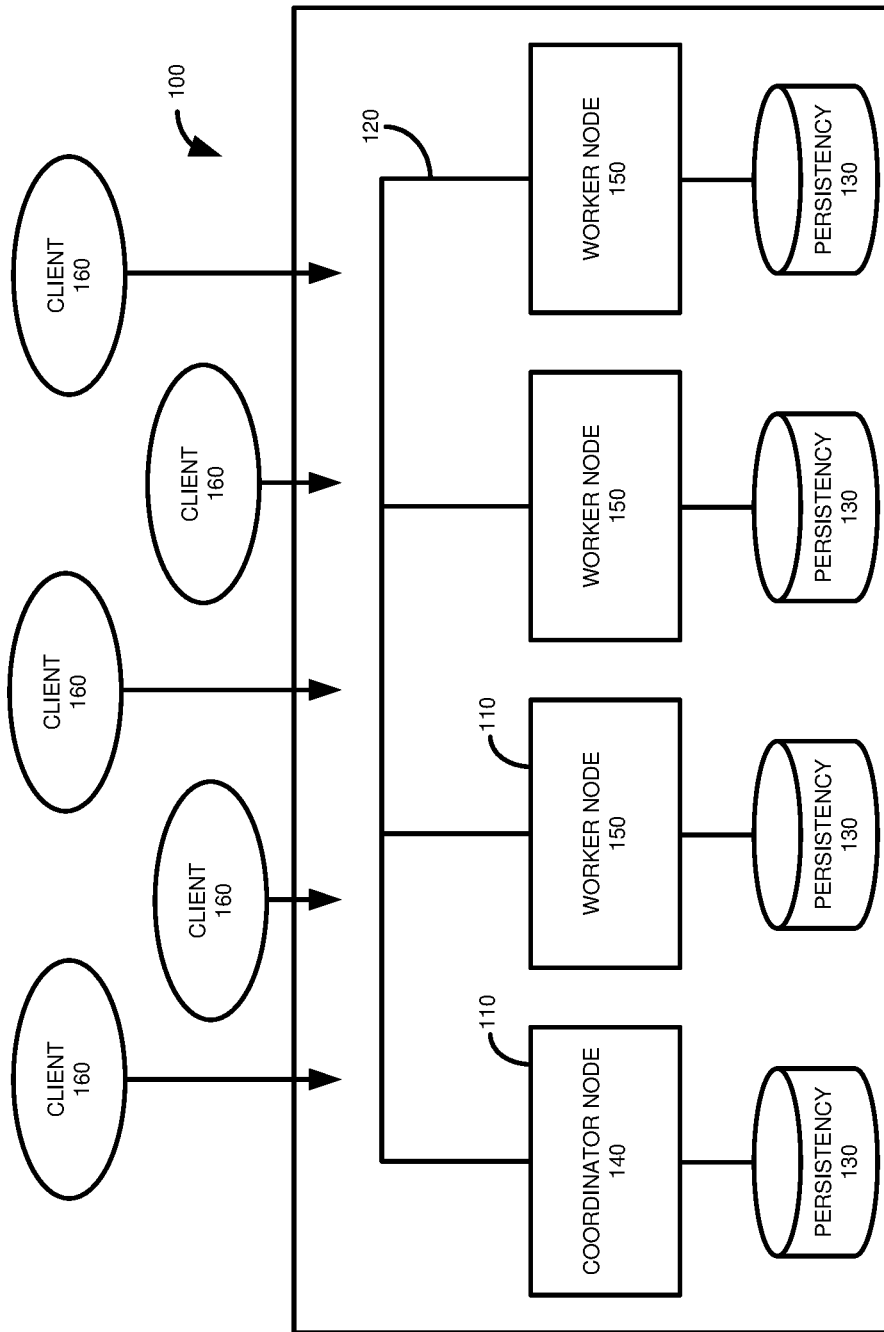 CLIENT
160
CLIENT
160
CLIENT
160
CLIENT
160
CLIENT
160
100
120
110
110
COORDINATOR NODE
140
WORKER NODE
150
WORKER NODE
150
WORKER NODE
150
PERSISTENCY
130
PERSISTENCY
130
PERSISTENCY
130
PERSISTENCY
130